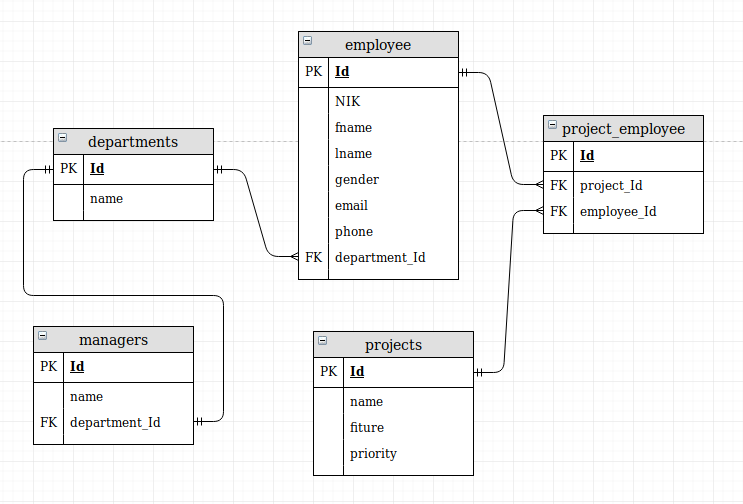 employee
PK Id
NIK
fname
lname
gender
email
phone
FK department_Id
departments
PK Id
name
project_employee
PK Id
FK project_Id
FK employee_Id
managers
PK Id
name
FK department_Id
projects
PK Id
name
fiture
priority